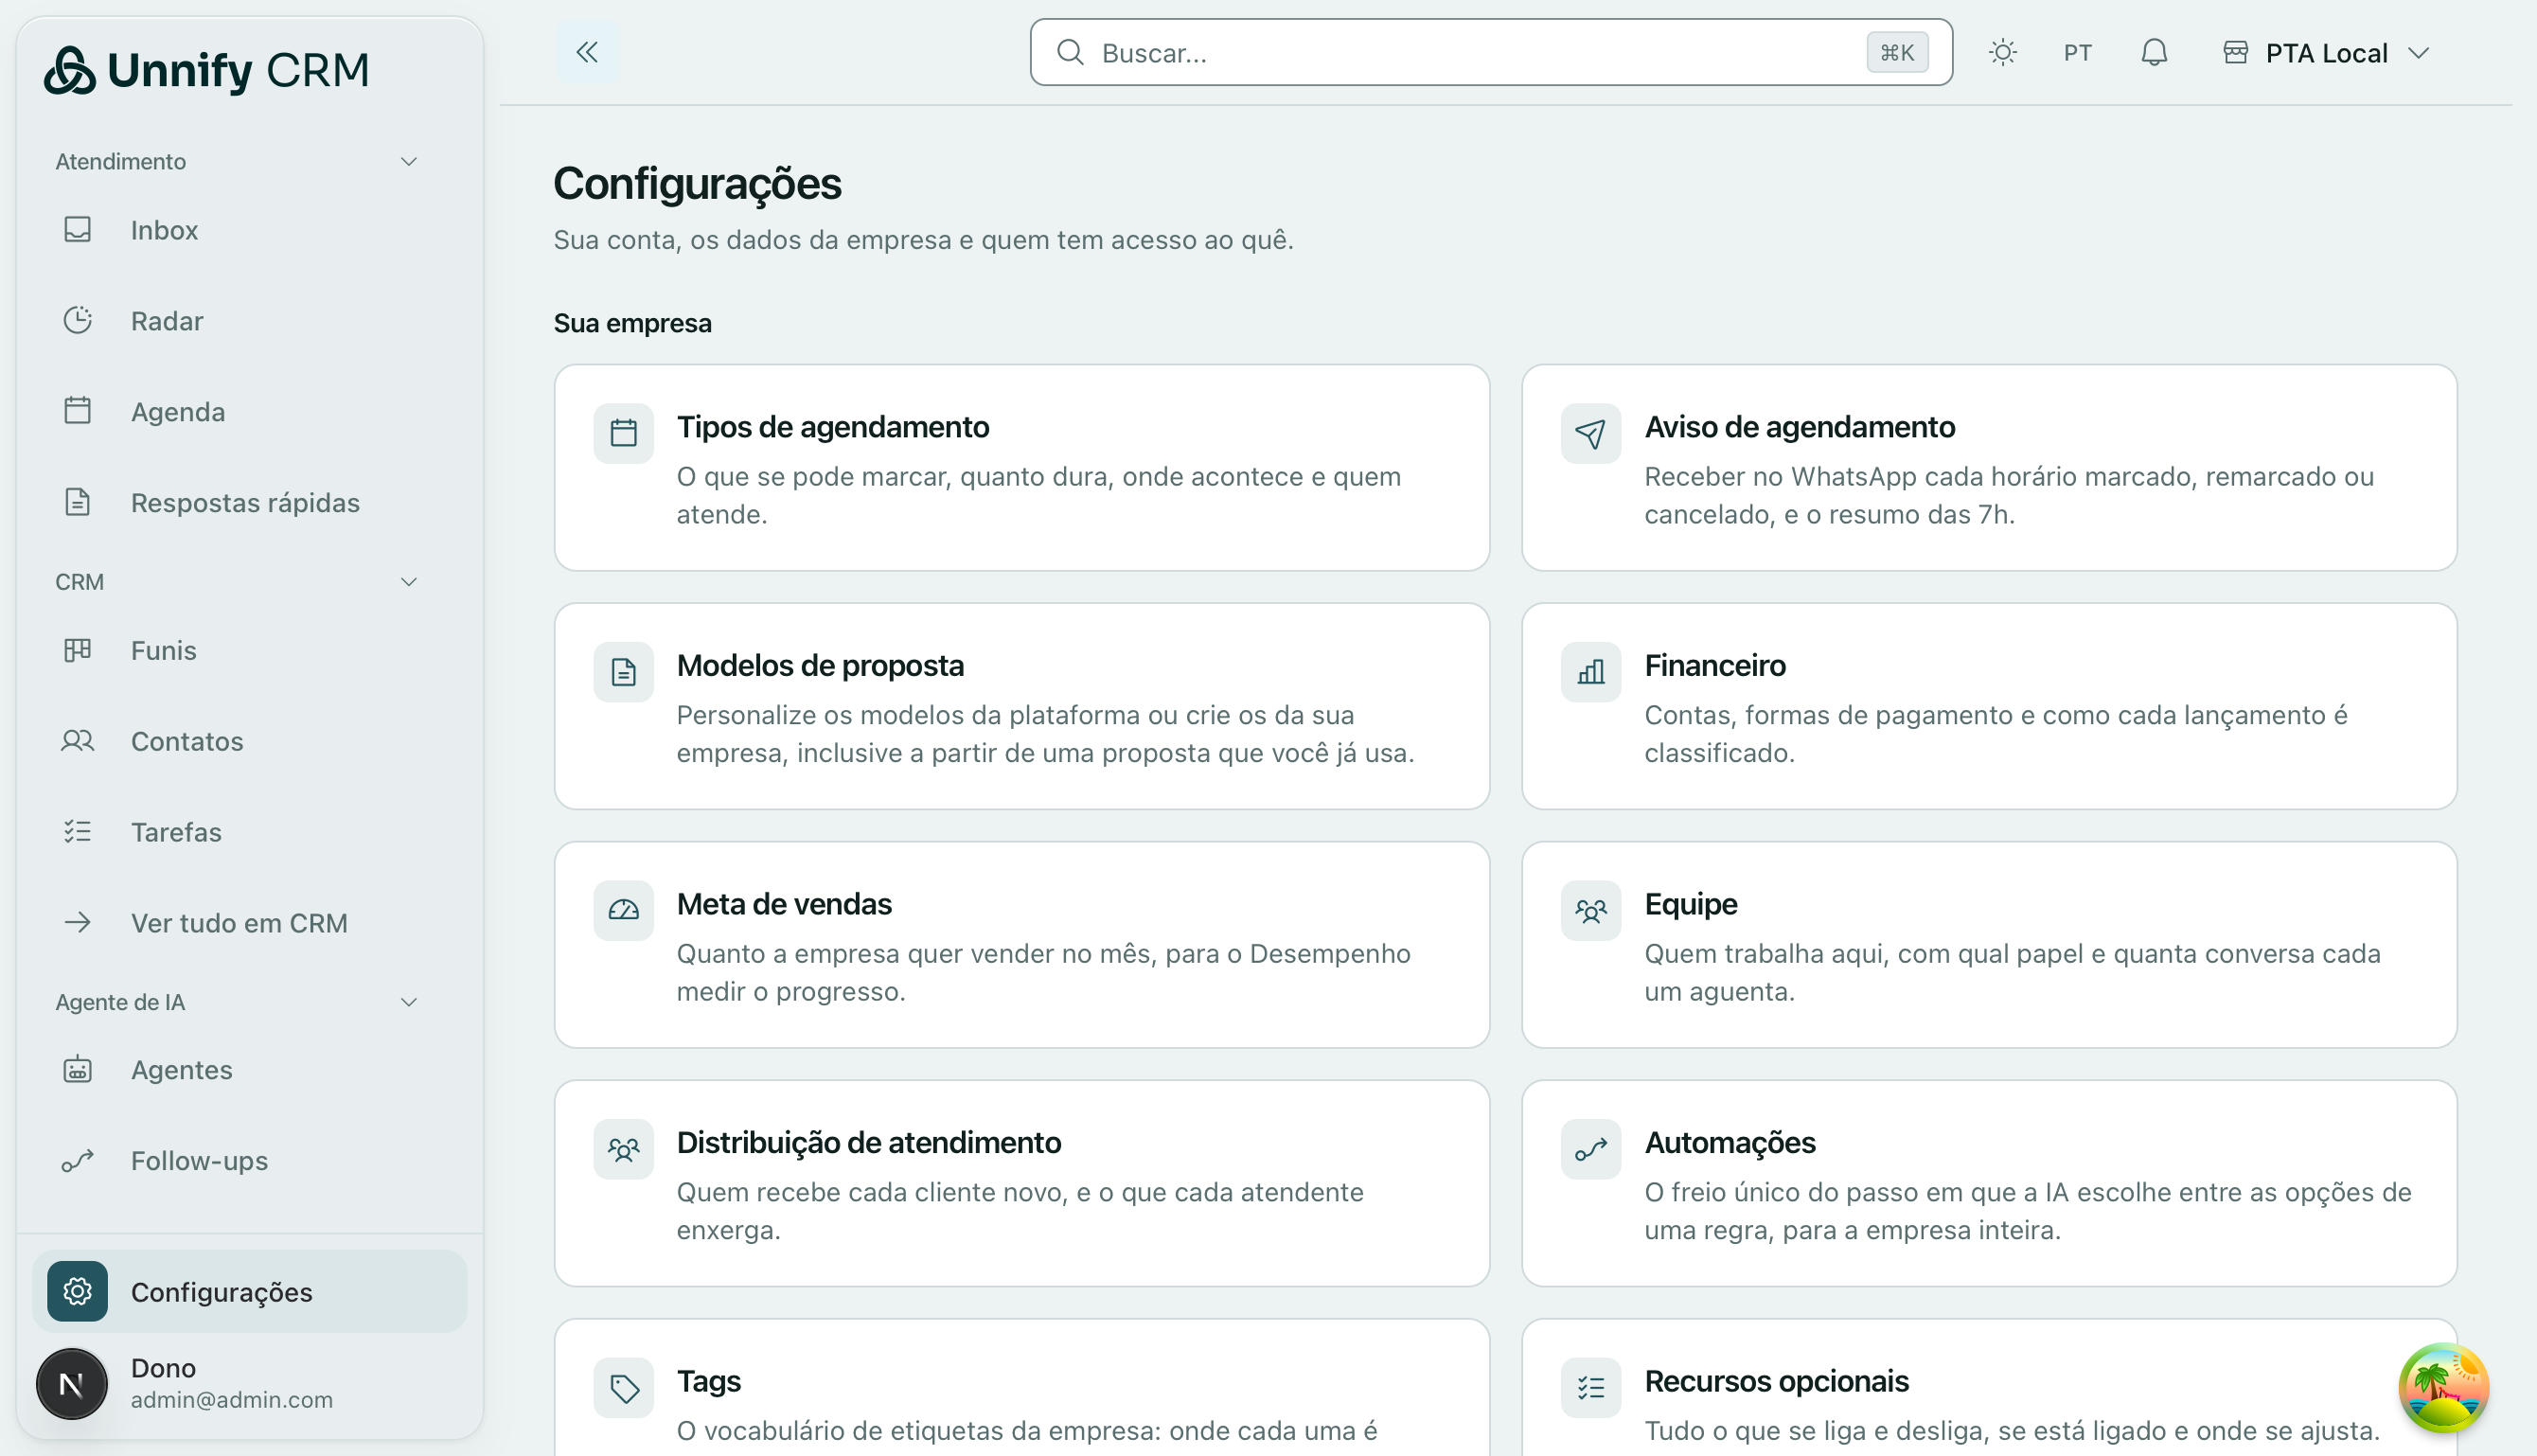 Unnify CRM
Buscar...
⌘K
PT
PTA Local
Atendimento
Inbox
Radar
Agenda
Respostas rápidas
CRM
Funis
Contatos
Tarefas
Ver tudo em CRM
Agente de IA
Agentes
Follow-ups
Configurações
N
Dono
admin@admin.com
Configurações
Sua conta, os dados da empresa e quem tem acesso ao quê.
Sua empresa
Tipos de agendamento
O que se pode marcar, quanto dura, onde acontece e quem
atende.
Aviso de agendamento
Receber no WhatsApp cada horário marcado, remarcado ou
cancelado, e o resumo das 7h.
Modelos de proposta
Personalize os modelos da plataforma ou crie os da sua
empresa, inclusive a partir de uma proposta que você já usa.
Financeiro
Contas, formas de pagamento e como cada lançamento é
classificado.
Meta de vendas
Quanto a empresa quer vender no mês, para o Desempenho
medir o progresso.
Equipe
Quem trabalha aqui, com qual papel e quanta conversa cada
um aguenta.
Distribuição de atendimento
Quem recebe cada cliente novo, e o que cada atendente
enxerga.
Automações
O freio único do passo em que a IA escolhe entre as opções de
uma regra, para a empresa inteira.
Tags
O vocabulário de etiquetas da empresa: onde cada uma é
Recursos opcionais
Tudo o que se liga e desliga, se está ligado e onde se ajusta.